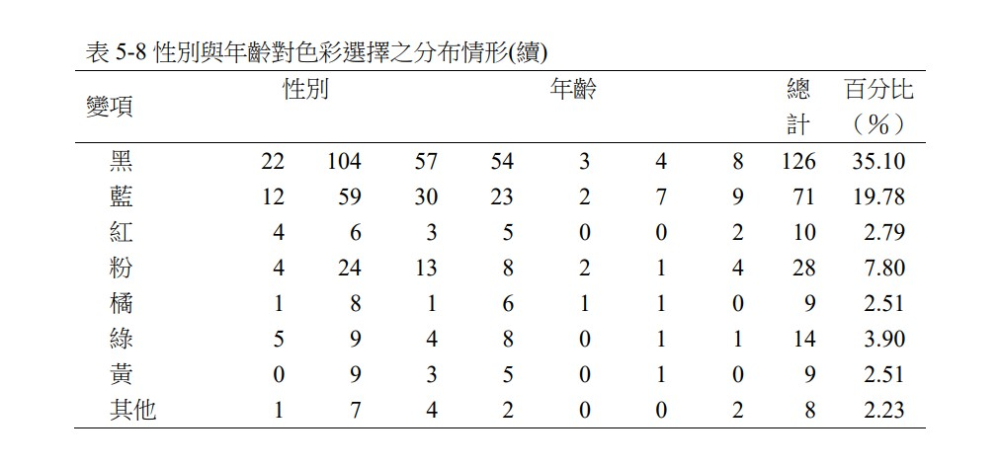 表 5-8 性別與年齡對色彩選擇之分布情形(續)
變項 性別 年齡 總計 百分比（%）
黑 22 104 57 54 3 4 8 126 35.10
藍 12 59 30 23 2 7 9 71 19.78
紅 4 6 3 5 0 0 2 10 2.79
粉 4 24 13 8 2 1 4 28 7.80
橘 1 8 1 6 1 1 0 9 2.51
綠 5 9 4 8 0 1 1 14 3.90
黃 0 9 3 5 0 1 0 9 2.51
其他 1 7 4 2 0 0 2 8 2.23